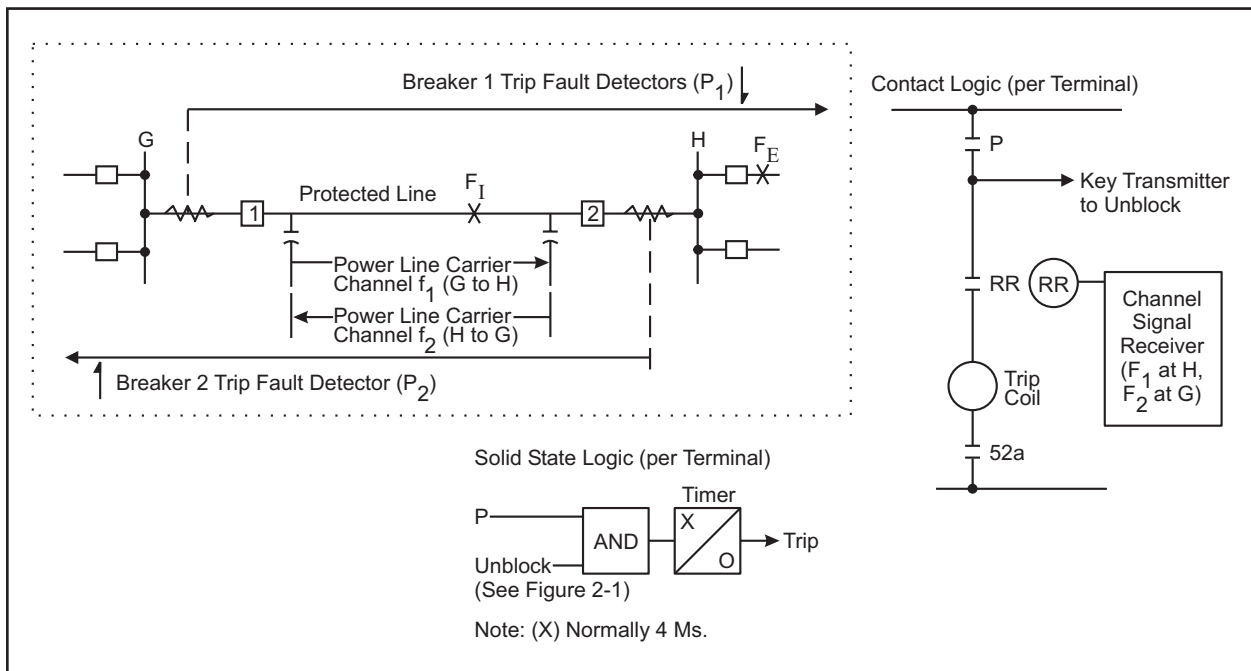 Breaker 1 Trip Fault Detectors (P1)
G
H
FE
FI
Protected Line
1
2
Power Line Carrier
Channel f1 (G to H)
Power Line Carrier
Channel f2 (H to G)
Breaker 2 Trip Fault Detector (P2)
Contact Logic (per Terminal)
P
Key Transmitter
to Unblock
RR
RR
Channel
Signal
Receiver
(F1 at H,
F2 at G)
Trip
Coil
52a
Solid State Logic (per Terminal)
Timer
P
X
AND
Trip
O
Unblock
(See Figure 2-1)
Note: (X) Normally 4 Ms.